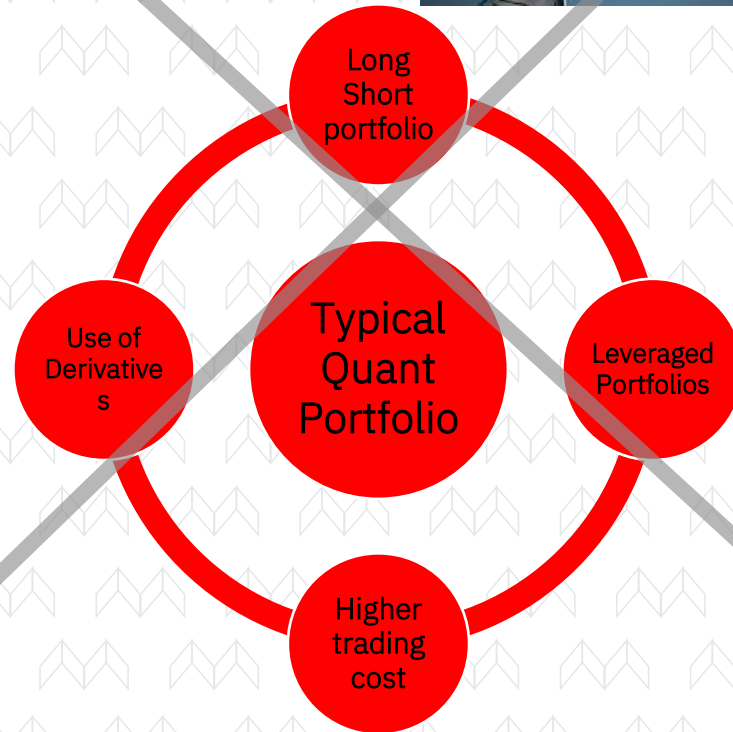 Long
Short
portfolio
Use of
Derivative
s
Typical
Quant
Portfolio
Leveraged
Portfolios
Higher
trading
cost